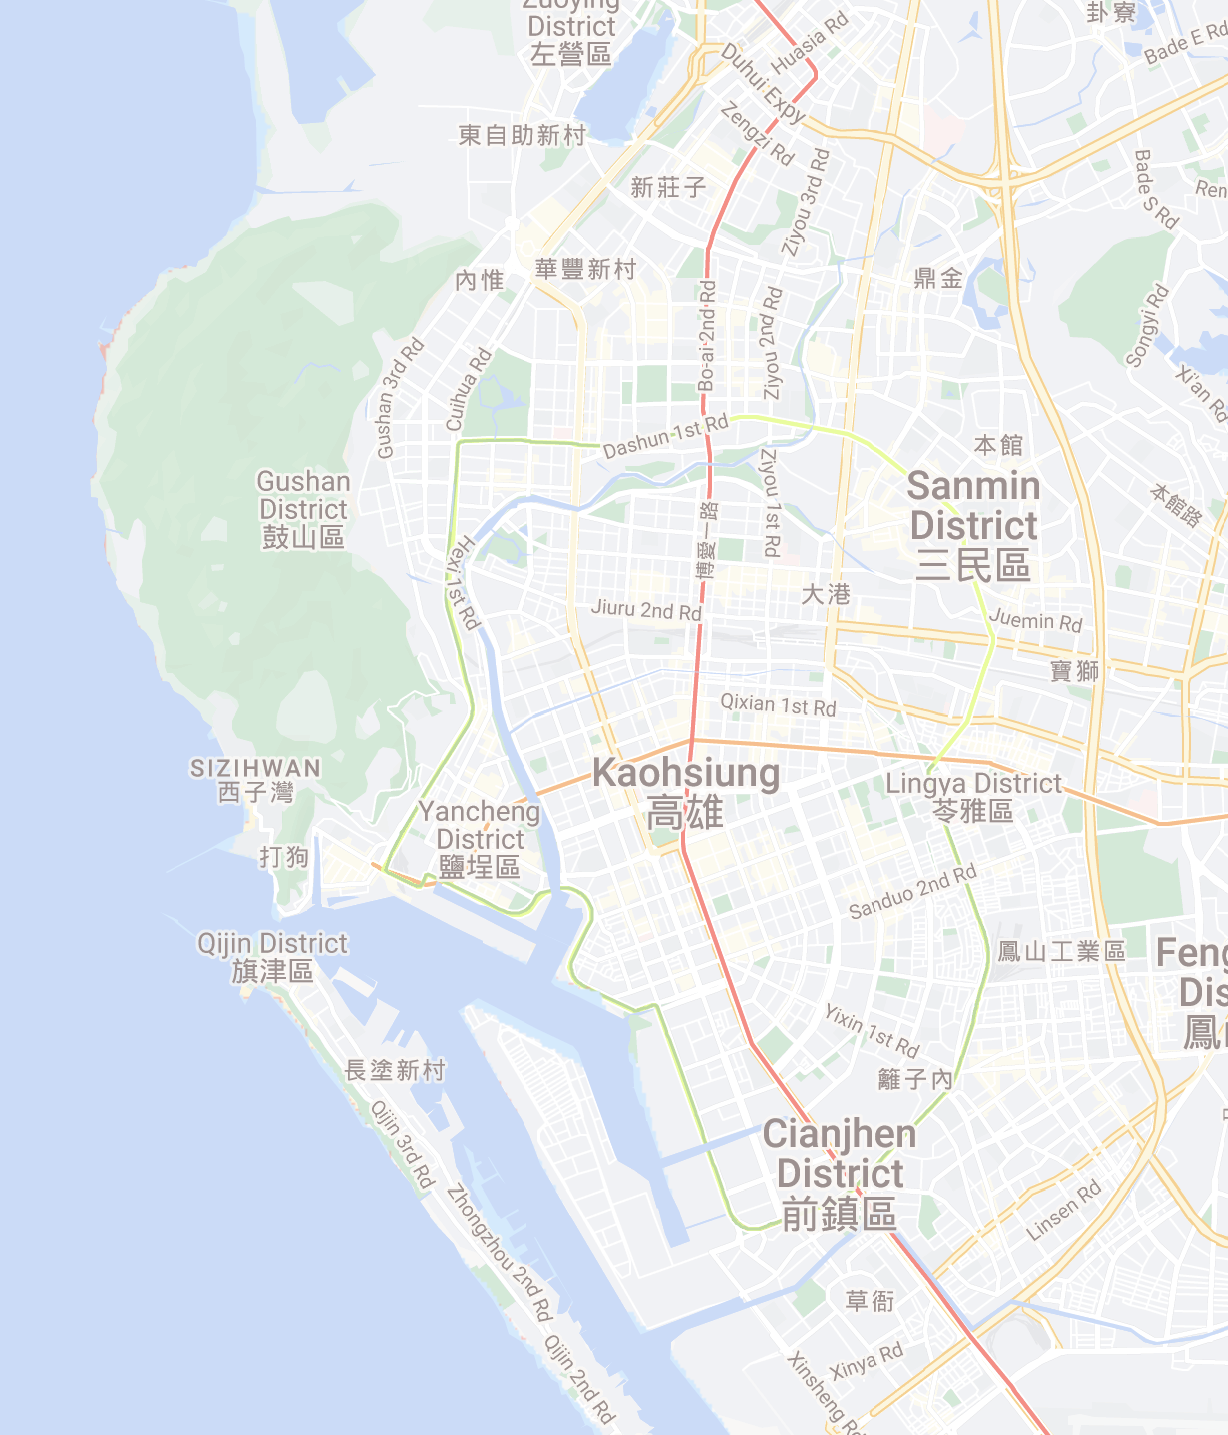 Zuoying
District
左營區
卦寮
Huasia Rd
Bade E Rd
Duhui Expy
東自助新村
Zengzi Rd
新莊子
Ziyou 3rd Rd
Bade S Rd
Ren
華豐新村
內惟
鼎金
Bo-ai 2nd Rd
Ziyou 2nd Rd
Songyi Rd
Gushan 3rd Rd
Cuihua Rd
Xian Rd
Dashun 1st Rd
本館
Gushan
District
鼓山區
Ziyou 1st Rd
Sanmin
District
三民區
本館路
博愛一路
Hexi 1st Rd
大港
Jiuru 2nd Rd
Juemin Rd
寶獅
Qixian 1st Rd
SIZIHWAN
西子灣
Kaohsiung
高雄
Lingya District
苓雅區
Yancheng
District
鹽埕區
打狗
Sanduo 2nd Rd
Qijin District
旗津區
鳳山工業區
Feng
Dis
鳳
Yixin 1st Rd
長塗新村
籬子內
Qijin 3rd Rd
Cianjhen
District
前鎮區
Zhongzhou 2nd Rd
Linsen Rd
草衙
Qijin 2nd Rd
Xinya Rd
Xinsheng Rd